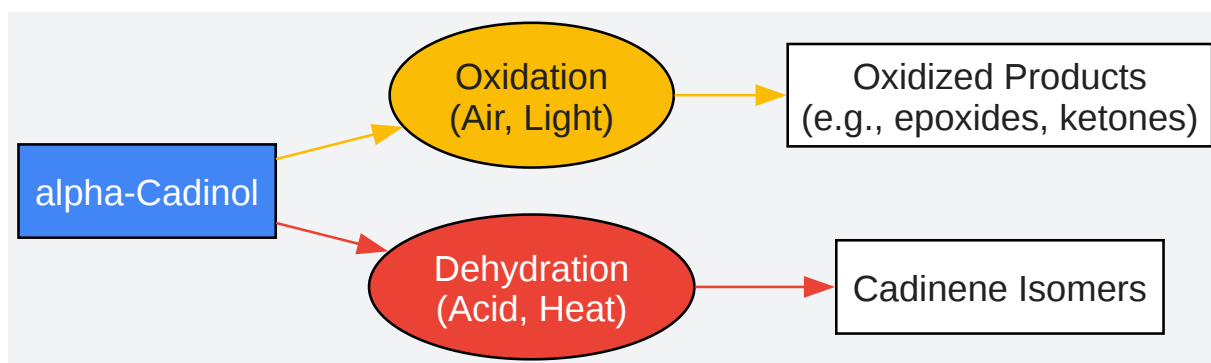 alpha-Cadinol
Oxidation
(Air, Light)
Oxidized Products
(e.g., epoxides, ketones)
Dehydration
(Acid, Heat)
Cadinene Isomers